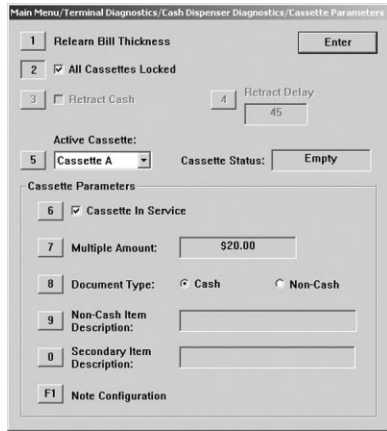 Main Menu/Terminal Diagnostics/Cash Dispenser Diagnostics/Cassette Parameters
1 Relearn Bill Thickness Enter
2 All Cassettes Locked
3 Retract Cash 4 Retract Delay
45
Active Cassette:
5 Cassette A Cassette Status: Empty
Cassette Parameters
6 Cassette In Service
7 Multiple Amount: $20.00
8 Document Type: Cash Non-Cash
9 Non-Cash Item
Description:
0 Secondary Item
Description:
F1 Note Configuration